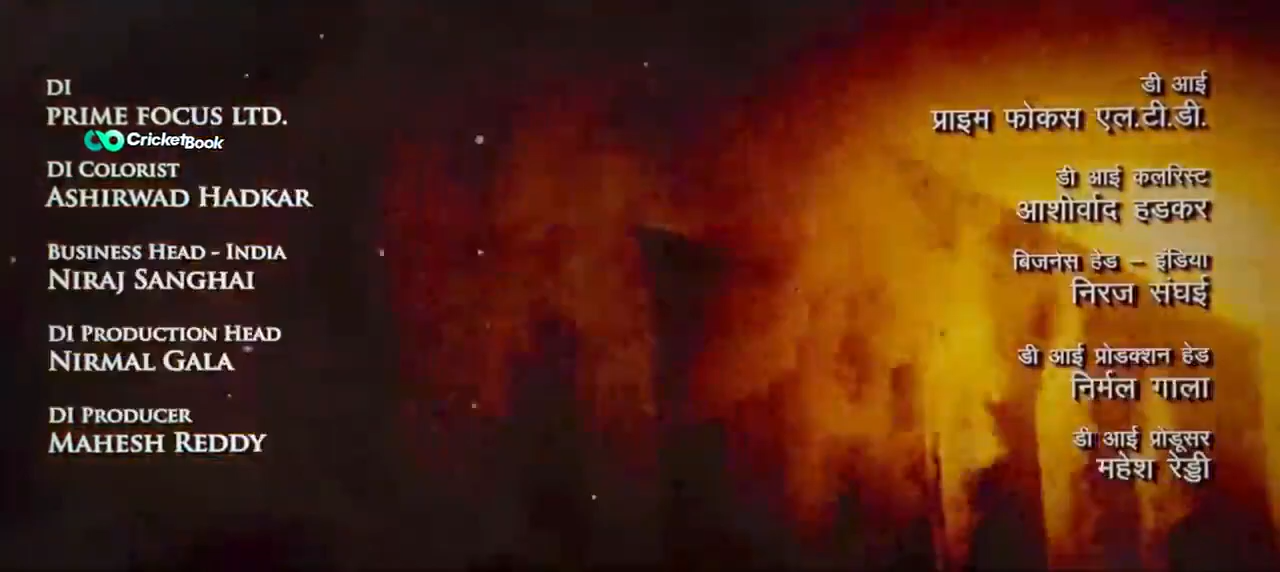 DI
PRIME FOCUS LTD.
CricketBook
DI COLORIST
ASHIRWAD HADKAR
BUSINESS HEAD - INDIA
NIRAJ SANGHAI
DI PRODUCTION HEAD
NIRMAL GALA
DI PRODUCER
MAHESH REDDY
डी आई
प्राइम फोकस एल.टी.डी.
डी आई कलरिस्ट
आशीर्वाद हडकर
बिजनेस हेड – इंडिया
निरज संघई
डी आई प्रोडक्शन हेड
निर्मल गाला
डी आई प्रोडूसर
महेश रेड्डी